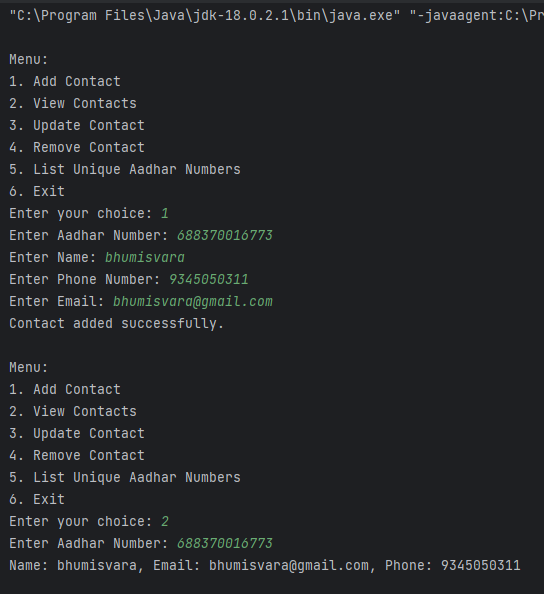 "C:\Program Files\Java\jdk-18.0.2.1\bin\java.exe" "-javaagent:C:\Pr
Menu:
1. Add Contact
2. View Contacts
3. Update Contact
4. Remove Contact
5. List Unique Aadhar Numbers
6. Exit
Enter your choice: 1
Enter Aadhar Number: 688370016773
Enter Name: bhumisvara
Enter Phone Number: 9345050311
Enter Email: bhumisvara@gmail.com
Contact added successfully.
Menu:
1. Add Contact
2. View Contacts
3. Update Contact
4. Remove Contact
5. List Unique Aadhar Numbers
6. Exit
Enter your choice: 2
Enter Aadhar Number: 688370016773
Name: bhumisvara, Email: bhumisvara@gmail.com, Phone: 9345050311